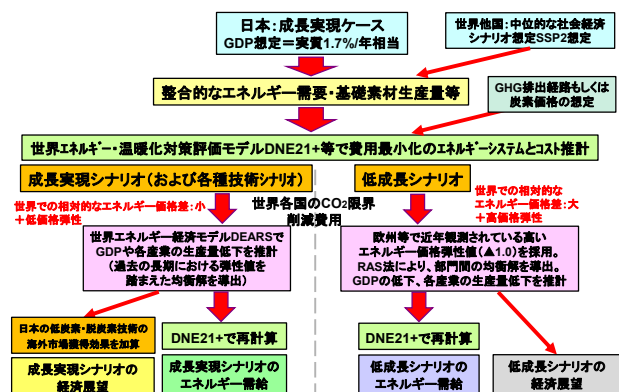 日本：成長実現ケース
GDP想定＝実質1.7%/年相当
世界他国：中位的な社会経済
シナリオ想定SSP2想定
整合的なエネルギー需要・基礎素材生産量等
GHG排出経路もしくは
炭素価格の想定
世界エネルギー・温暖化対策評価モデルDNE21+等で費用最小化のエネルギーシステムとコスト推計
成長実現シナリオ（および各種技術シナリオ）
低成長シナリオ
世界での相対的なエネルギー価格差：小
＋低価格弾性
世界各国のCO2限界
削減費用
世界での相対的な
エネルギー価格差：大
＋高価格弾性
世界エネルギー経済モデルDEARSで
GDPや各産業の生産量低下を推計
（過去の長期における弾性値を
踏まえた均衡解を導出）
欧州等で近年観測されている高い
エネルギー価格弾性値（▲1.0）を採用。
RAS法により、部門間の均衡解を導出。
GDPの低下、各産業の生産量低下を推計
日本の低炭素・脱炭素技術の
海外市場獲得効果を加算
DNE21+で再計算
DNE21+で再計算
成長実現シナリオの
経済展望
成長実現シナリオの
エネルギー需給
低成長シナリオの
エネルギー需給
低成長シナリオの
経済展望